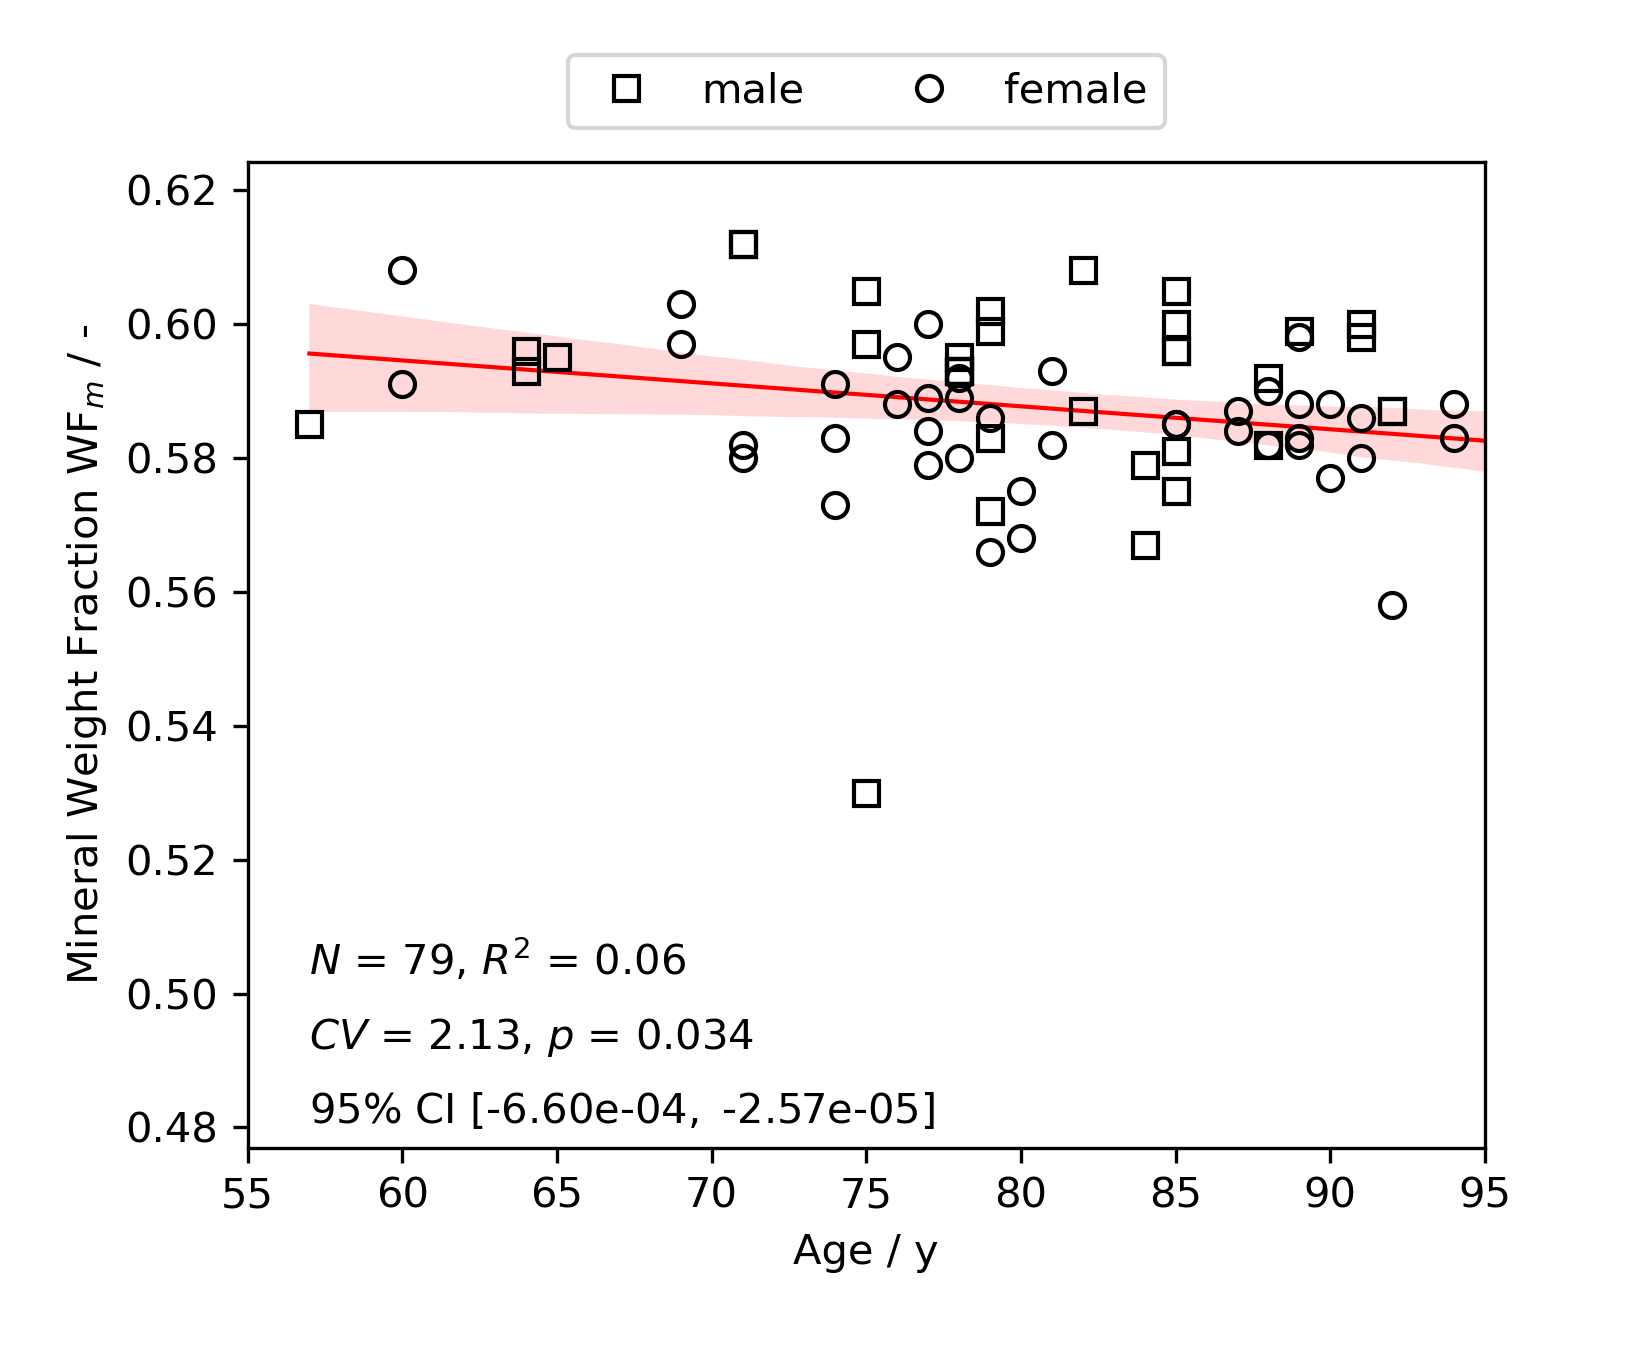 male female
0.62
0.60
0.58
0.56
0.54
0.52
0.50
0.48
Mineral Weight Fraction WFₘ / -
N = 79, R² = 0.06
CV = 2.13, p = 0.034
95% CI [-6.60e-04, -2.57e-05]
55 60 65 70 75 80 85 90 95
Age / y